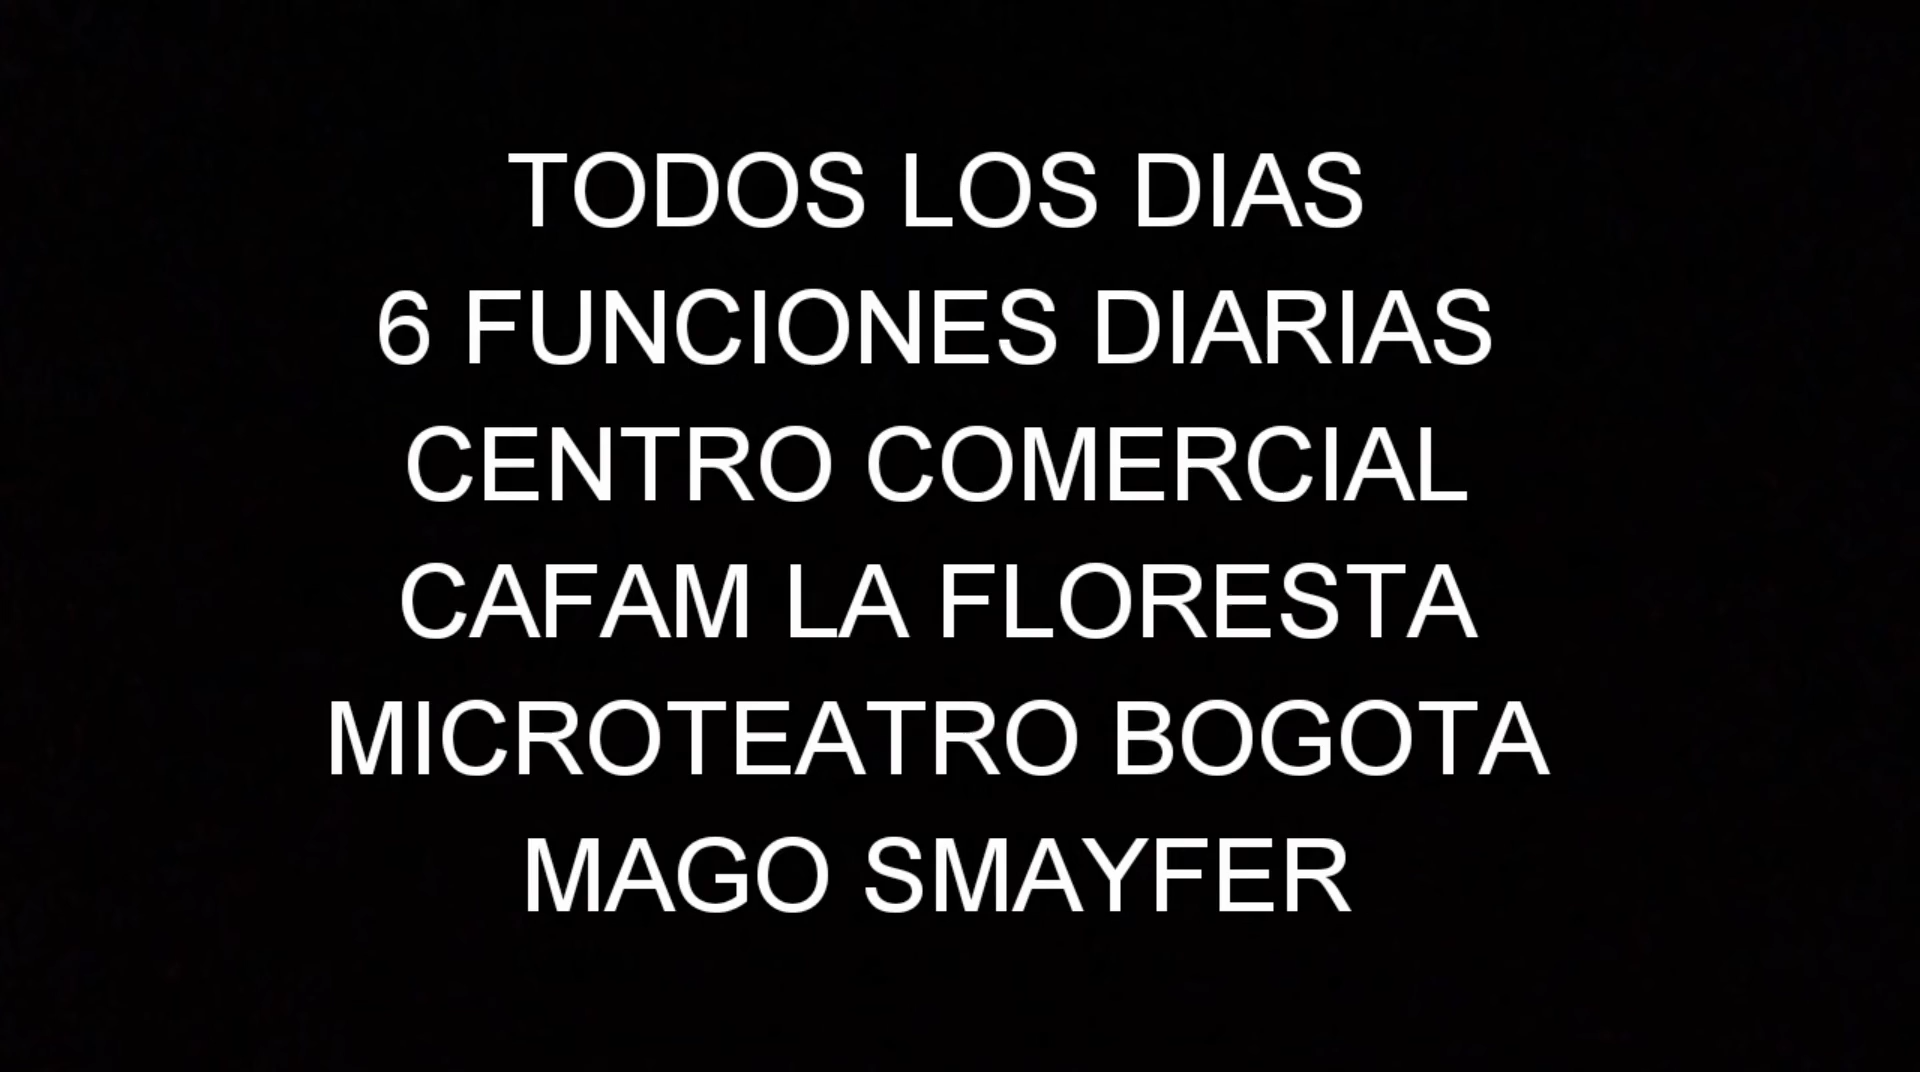 TODOS LOS DIAS
6 FUNCIONES DIARIAS
CENTRO COMERCIAL
CAFAM LA FLORESTA
MICROTEATRO BOGOTA
MAGO SMAYFER